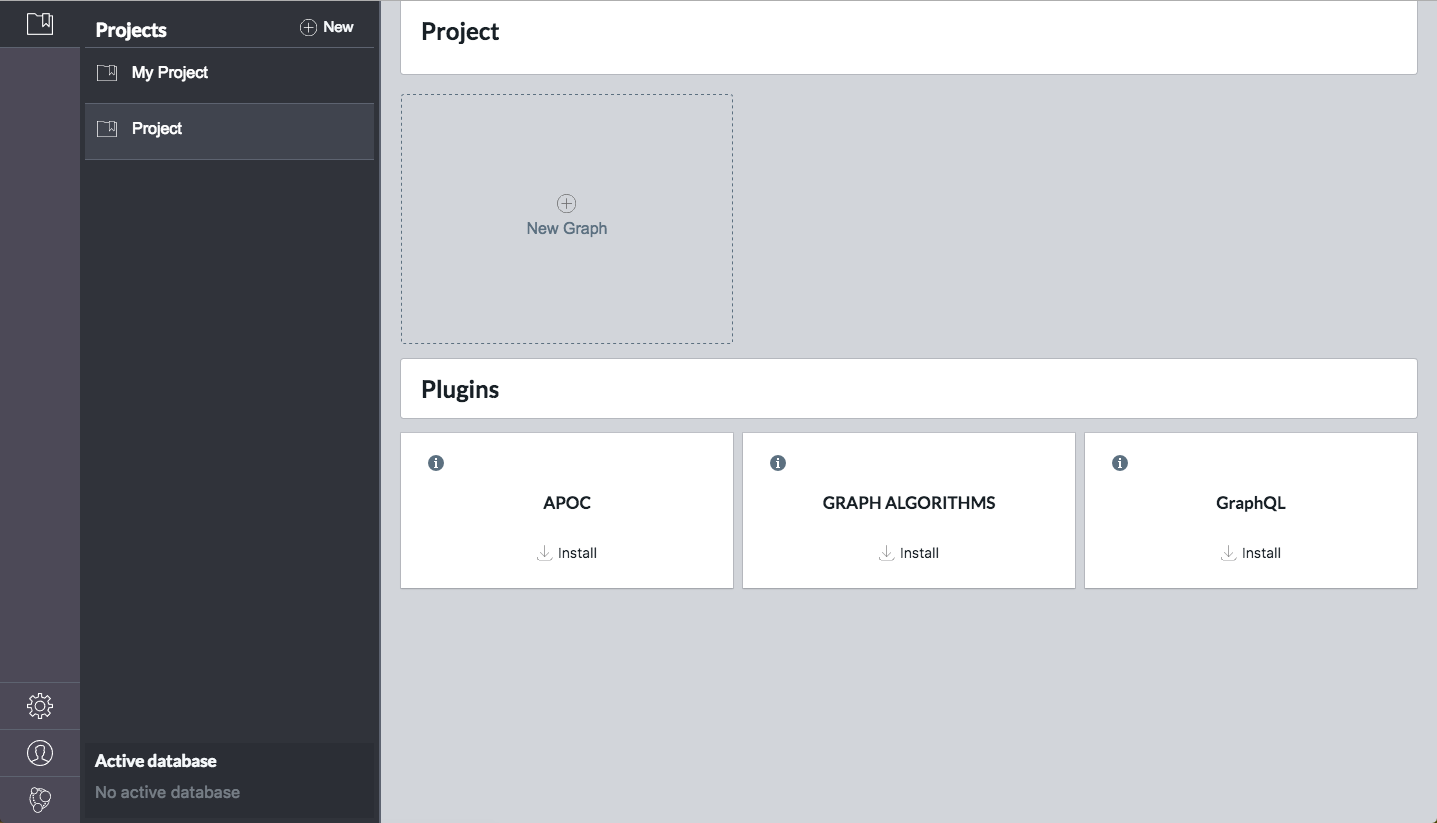 Projects
New
My Project
Project
Active database
No active database
Project
New Graph
Plugins
APOC
Install
GRAPH ALGORITHMS
Install
GraphQL
Install